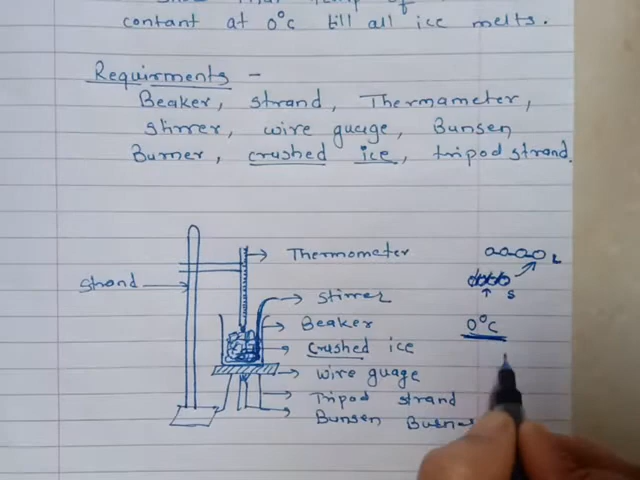 contant at 0°c till all ice melts.
Requirments -
Beaker, strand, Thermameter,
stirrer, wire guage, Bunsen
Burner, crushed ice, tripod strand.
Thermometer
strand
stirrer
Beaker
crushed ice
wire guage
Tripod strand
Bunsen Burner
L
S
0°c